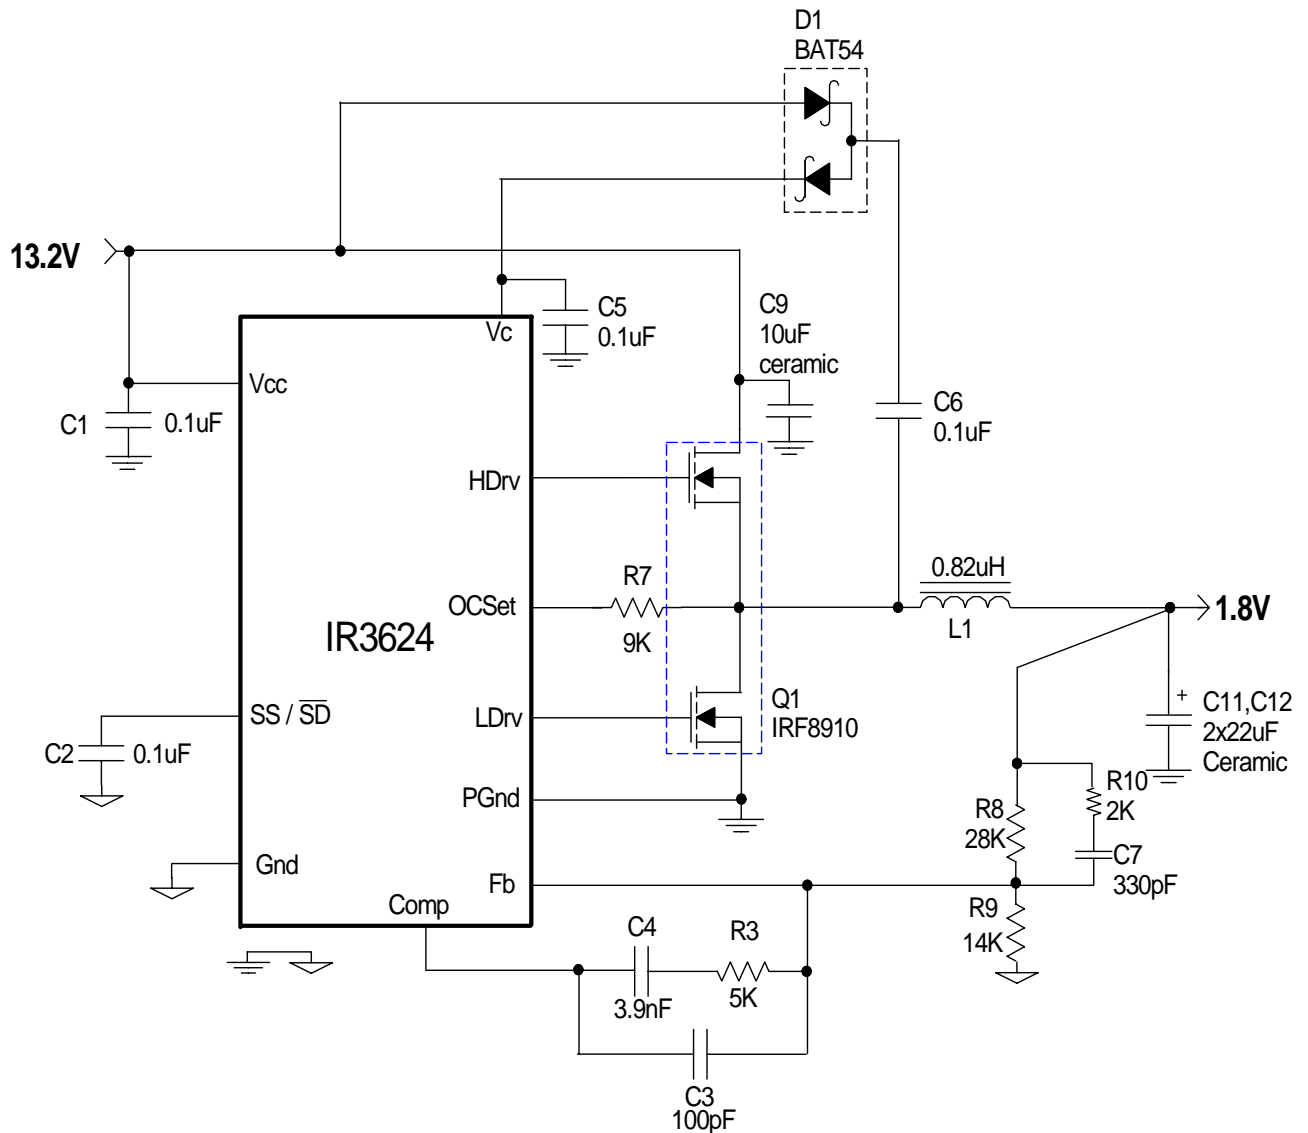 D1
BAT54
13.2V
C5
0.1uF
C9
10uF
ceramic
Vc
Vcc
C1
0.1uF
C6
0.1uF
HDrv
R7
9K
OCSet
0.82uH
L1
1.8V
IR3624
SS / S̅D̅
LDrv
Q1
IRF8910
C11,C12
2x22uF
Ceramic
+
C2
0.1uF
PGnd
R10
2K
R8
28K
C7
330pF
Gnd
Fb
Comp
R9
14K
C4
3.9nF
R3
5K
C3
100pF